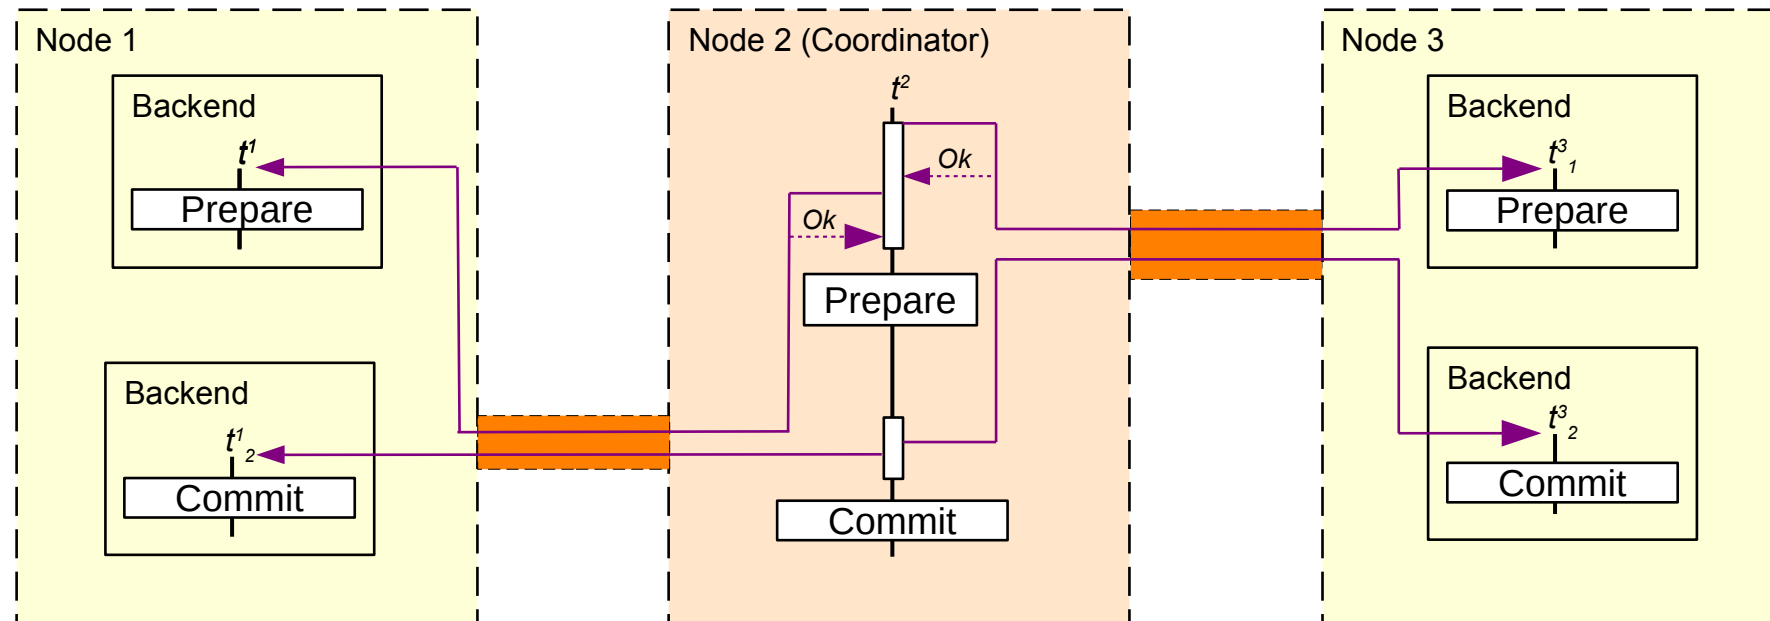 Node 1
Backend
t1
Prepare
Backend
t12
Commit
Node 2 (Coordinator)
t2
Ok
Ok
Prepare
Commit
Node 3
Backend
t31
Prepare
Backend
t32
Commit